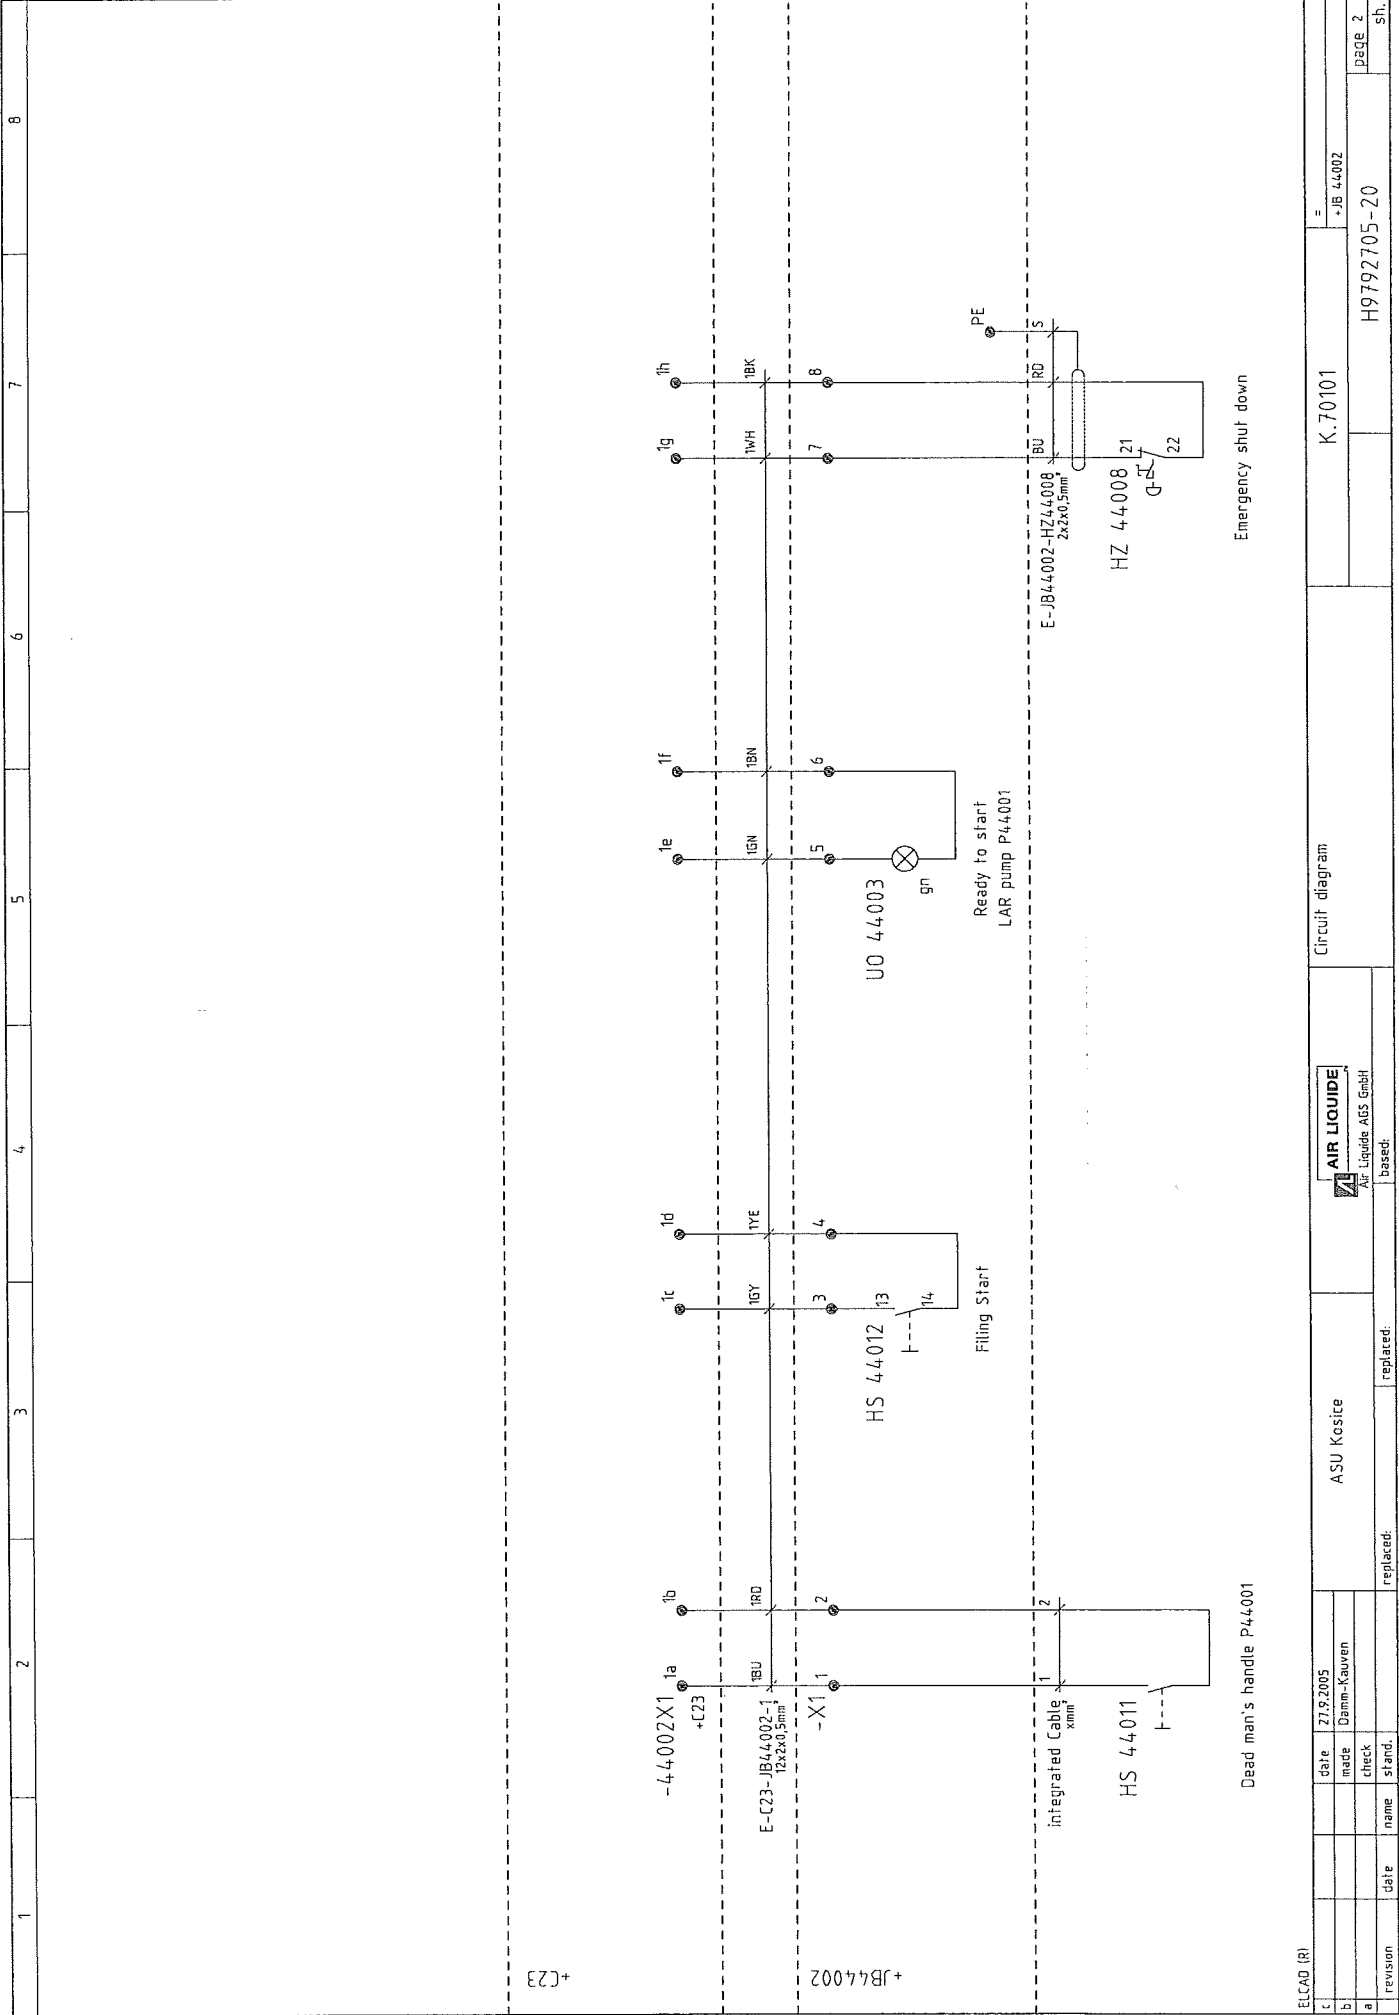 1 2 3 4 5 6 7 8
+C23
-44002X1 1a 1b 1c 1d 1e 1f 1g 1h
+C23
1BU 1RD 1GY 1YE 1GN 1BN 1WH 1BK
E-C23-JB44002-1
12x2x0,5mm²
-X1 1 2 3 4 5 6 7 8
+JB44002
HS 44012 13
14
Filing Start
UO 44003
gn
Ready to start
LAR pump P44001
PE
integrated Cable 1 2
xmm²
E-JB44002-HZ44008 BU RD S
2x2x0,5mm²
HS 44011
HZ 44008 21
22
Dead man's handle P44001
Emergency shut down
ELCAD (R)
c date 27.9.2005
b made Damm-Kauven
a check
revision date name stand.
ASU Kosice
replaced: replaced: based:
AIR LIQUIDE
Air Liquide AGS GmbH
Circuit diagram
K.70101
=
+JB 44002
H9792705-20
page 2
sh.